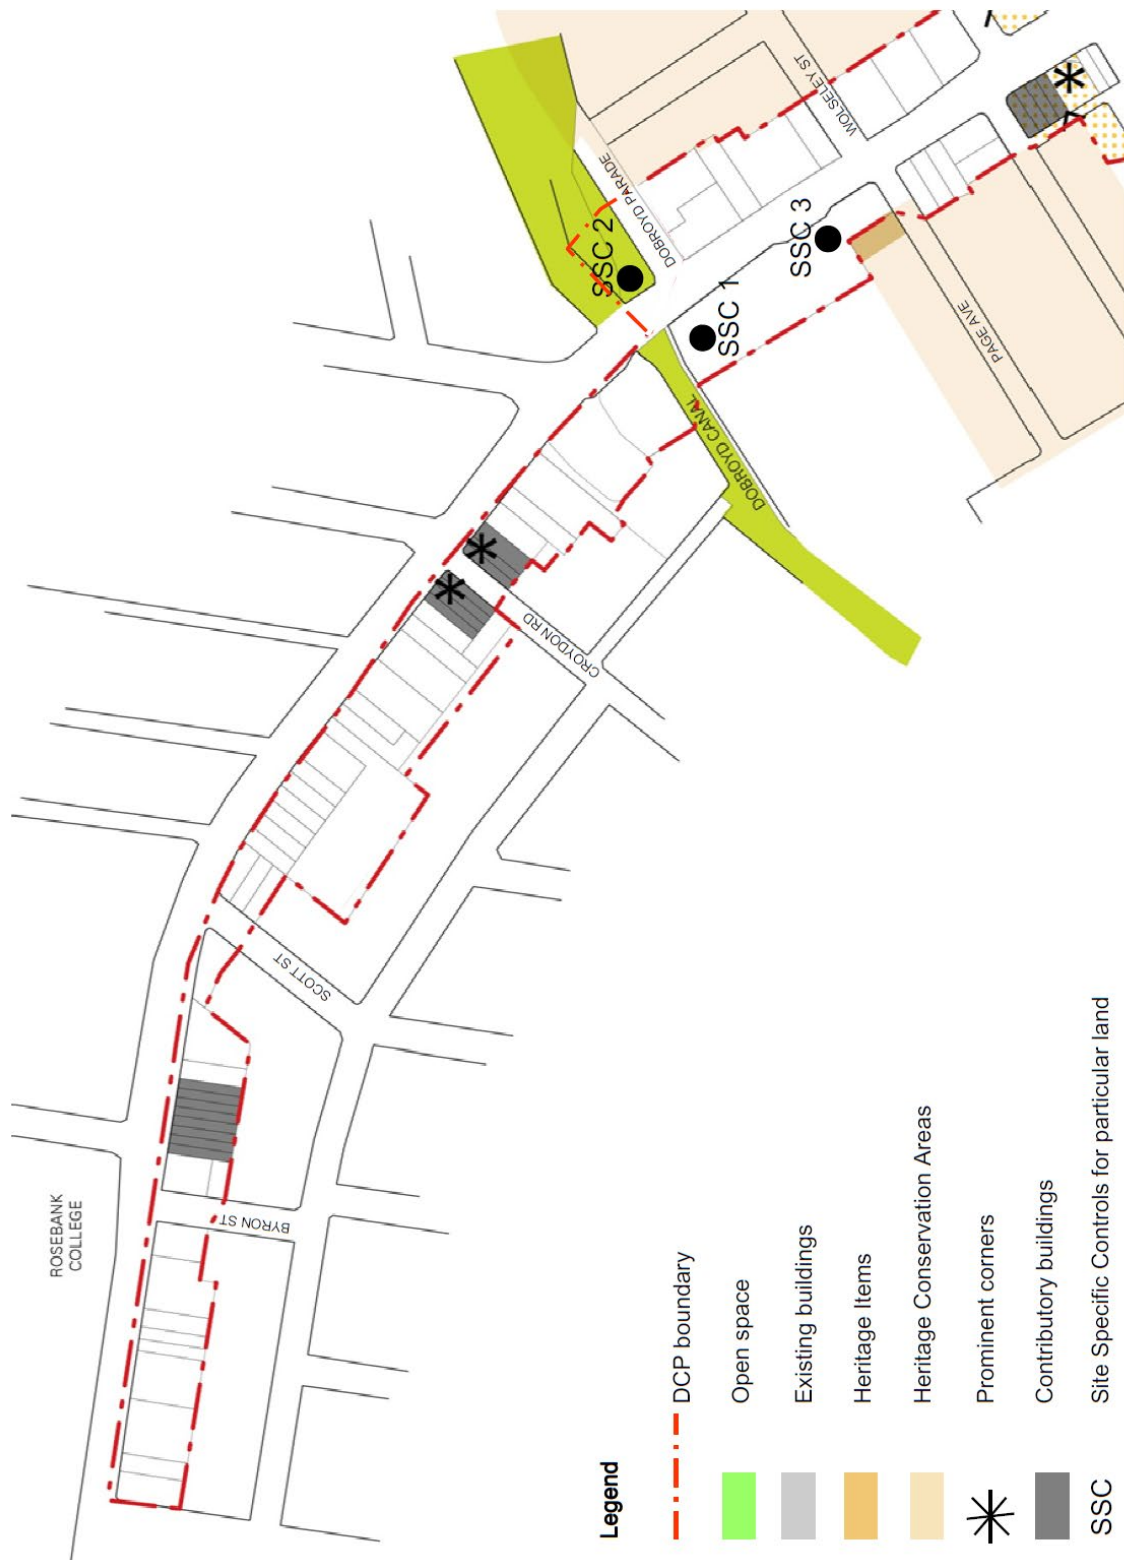 WOLSELEY ST
DOBROYD PARADE
SSC 2
SSC 3
SSC 1
PAGE AVE
DOBROYD CANAL
CROYDON RD
SCOTT ST
ROSEBANK
COLLEGE
BYRON ST
Legend
DCP boundary
Open space
Existing buildings
Heritage Items
Heritage Conservation Areas
Prominent corners
Contributory buildings
SSC Site Specific Controls for particular land